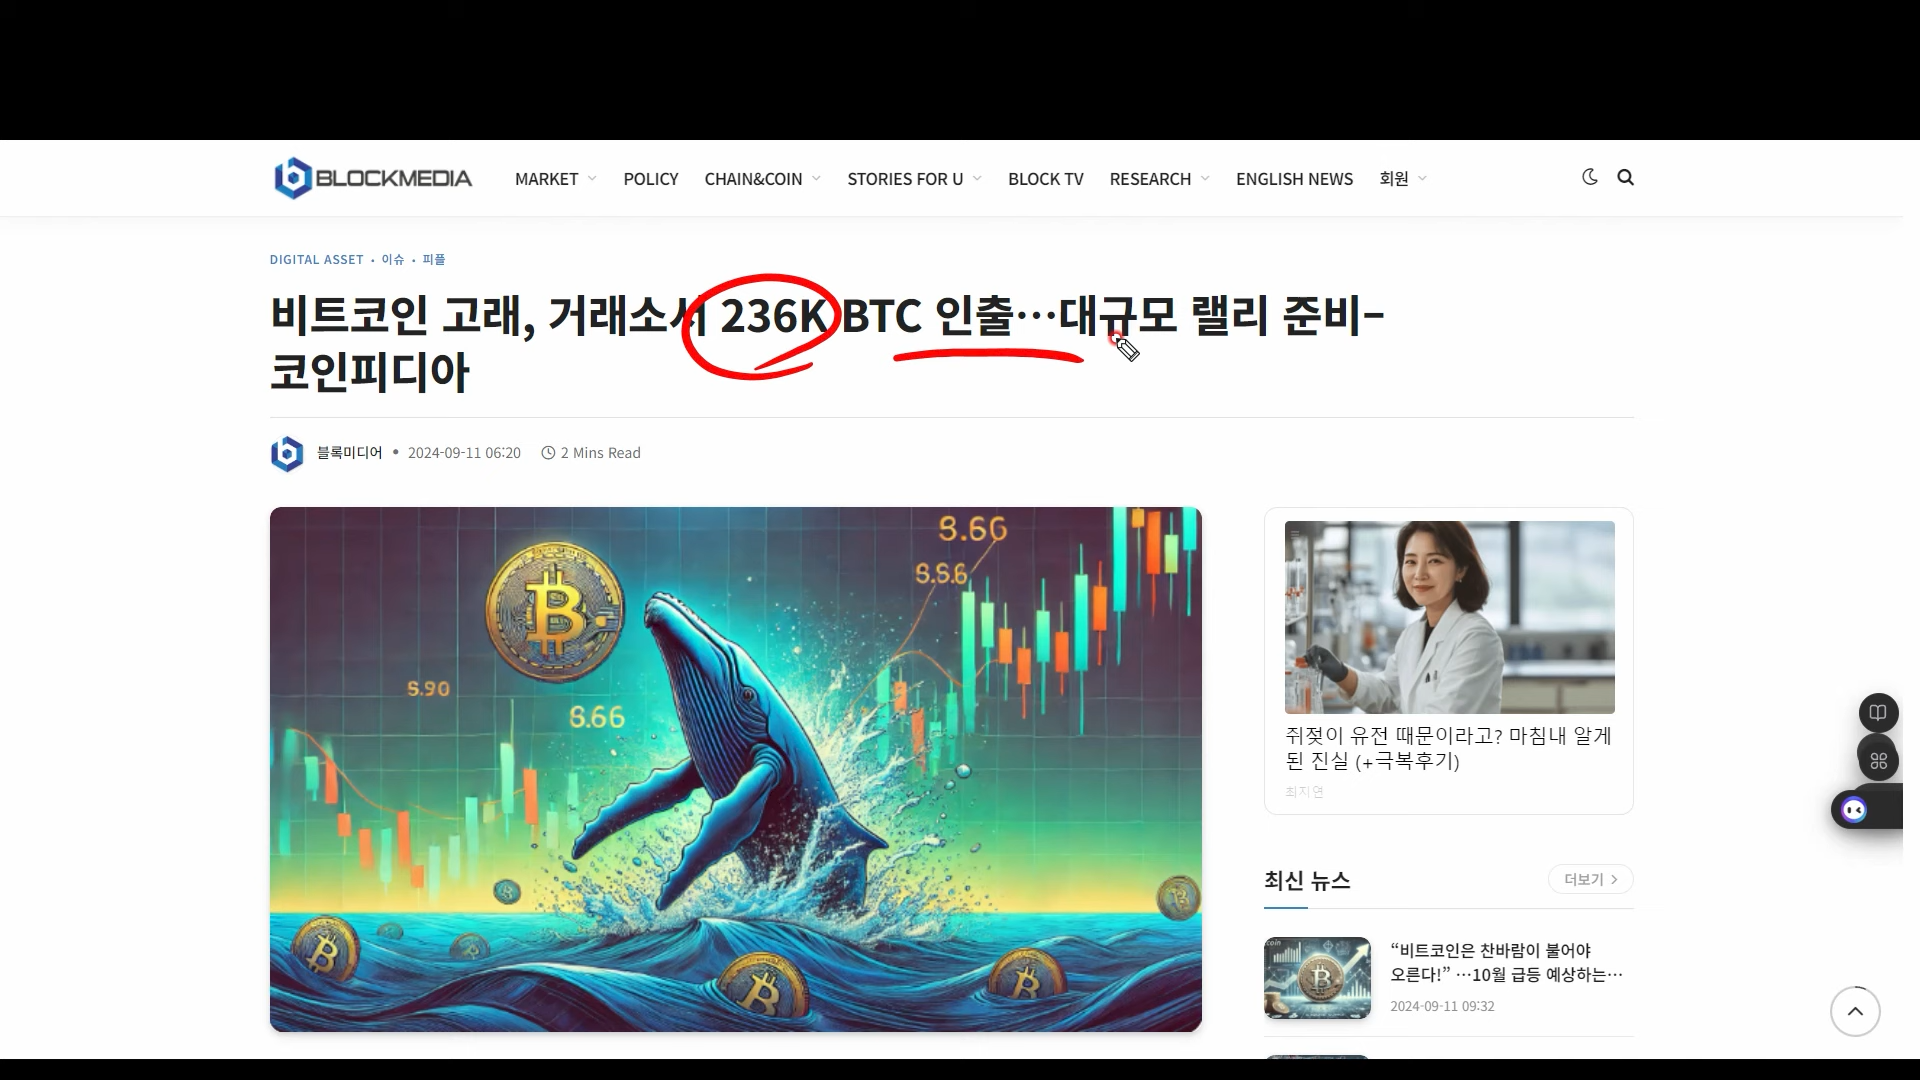 BLOCKMEDIA
MARKET POLICY CHAIN&COIN STORIES FOR U BLOCK TV RESEARCH ENGLISH NEWS 회원
DIGITAL ASSET • 이슈 • 피플
비트코인 고래, 거래소서 236K BTC 인출…대규모 랠리 준비–
코인피디아
블록미디어 • 2024-09-11 06:20 2 Mins Read
8.66
8.S.6
S.90
8.66
쥐젖이 유전 때문이라고? 마침내 알게
된 진실 (+극복후기)
최지연
최신 뉴스
더보기
“비트코인은 찬바람이 불어야
오른다!” …10월 급등 예상하는…
2024-09-11 09:32